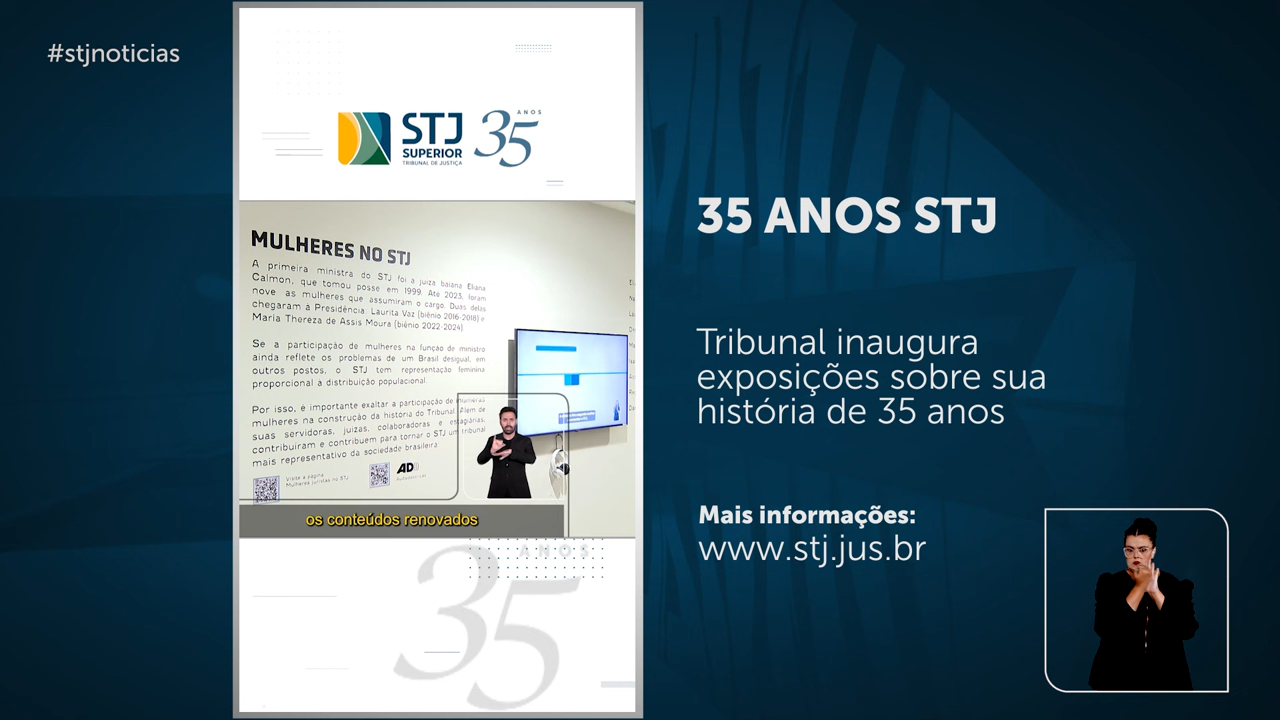 #stjnoticias
STJ
SUPERIOR
TRIBUNAL DE JUSTIÇA
35 ANOS
MULHERES NO STJ
A primeira ministra do STJ foi a juíza baiana Eliana
Calmon, que tomou posse em 1999. Até 2023, foram
nove as mulheres que assumiram o cargo. Duas delas
chegaram à Presidência: Laurita Vaz (biênio 2016-2018) e
Maria Thereza de Assis Moura (biênio 2022-2024).
Se a participação de mulheres na função de ministro
ainda reflete os problemas de um Brasil desigual, em
outros postos, o STJ tem representação feminina
proporcional à distribuição populacional.
Por isso, é importante exaltar a participação de inúmeras
mulheres na construção da história do Tribunal. Além de
suas servidoras, juízas, colaboradoras e estagiárias,
contribuíram e contribuem para tornar o STJ um tribunal
mais representativo da sociedade brasileira.
Visite a página
Mulheres juristas no STJ
AD
os conteúdos renovados
ANOS
35
35 ANOS STJ
Tribunal inaugura
exposições sobre sua
história de 35 anos
Mais informações:
www.stj.jus.br